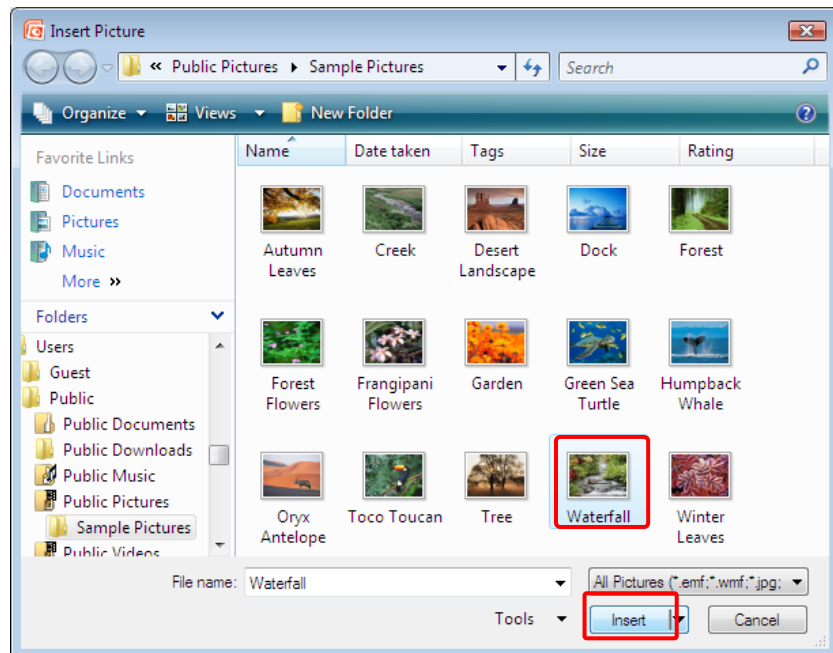 Insert Picture
« Public Pictures ▸ Sample Pictures
Search
Organize
Views
New Folder
Favorite Links
Documents
Pictures
Music
More »
Folders
Users
Guest
Public
Public Documents
Public Downloads
Public Music
Public Pictures
Sample Pictures
Public Videos
Name Date taken Tags Size Rating
Autumn
Leaves
Creek
Desert
Landscape
Dock
Forest
Forest
Flowers
Frangipani
Flowers
Garden
Green Sea
Turtle
Humpback
Whale
Oryx
Antelope
Toco Toucan
Tree
Waterfall
Winter
Leaves
File name: Waterfall
All Pictures (*.emf;*.wmf;*.jpg;
Tools
Insert
Cancel